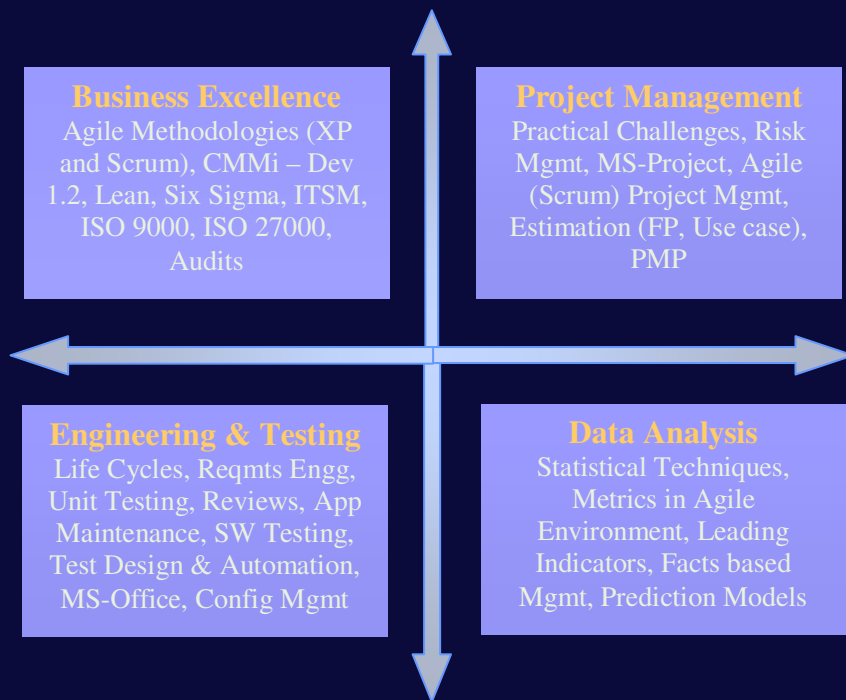 Business Excellence
Agile Methodologies (XP
and Scrum), CMMi – Dev
1.2, Lean, Six Sigma, ITSM,
ISO 9000, ISO 27000,
Audits
Project Management
Practical Challenges, Risk
Mgmt, MS-Project, Agile
(Scrum) Project Mgmt,
Estimation (FP, Use case),
PMP
Engineering & Testing
Life Cycles, Reqmts Engg,
Unit Testing, Reviews, App
Maintenance, SW Testing,
Test Design & Automation,
MS-Office, Config Mgmt
Data Analysis
Statistical Techniques,
Metrics in Agile
Environment, Leading
Indicators, Facts based
Mgmt, Prediction Models